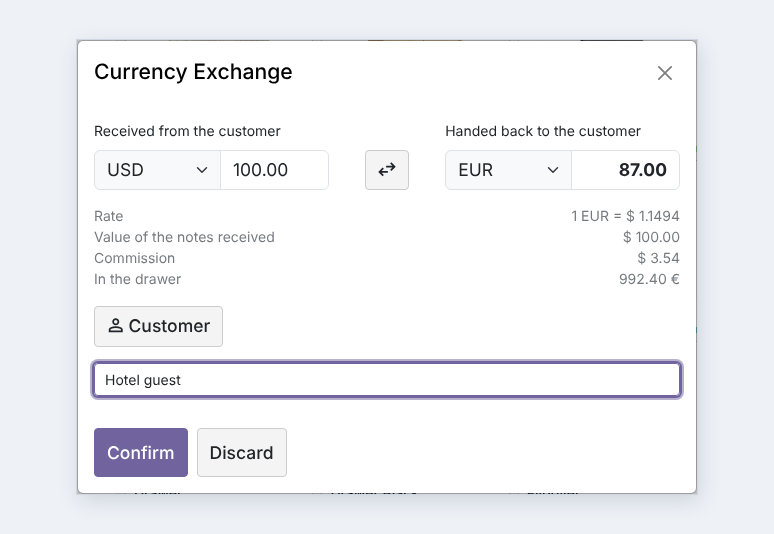 Currency Exchange
Received from the customer
Handed back to the customer
USD
100.00
EUR
87.00
Rate
1 EUR = $ 1.1494
Value of the notes received
$ 100.00
Commission
$ 3.54
In the drawer
992.40 €
Customer
Hotel guest
Confirm
Discard